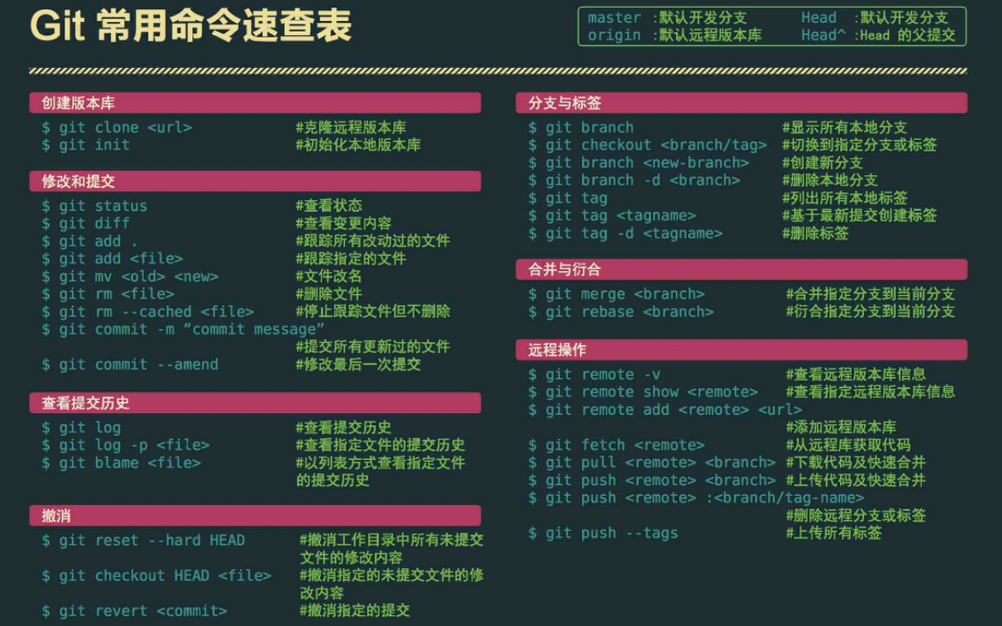 Git 常用命令速查表
master :默认开发分支 Head :默认开发分支
origin :默认远程版本库 Head^ :Head 的父提交
创建版本库
$ git clone <url> #克隆远程版本库
$ git init #初始化本地版本库
修改和提交
$ git status #查看状态
$ git diff #查看变更内容
$ git add . #跟踪所有改动过的文件
$ git add <file> #跟踪指定的文件
$ git mv <old> <new> #文件改名
$ git rm <file> #删除文件
$ git rm --cached <file> #停止跟踪文件但不删除
$ git commit -m “commit message”
#提交所有更新过的文件
$ git commit --amend #修改最后一次提交
查看提交历史
$ git log #查看提交历史
$ git log -p <file> #查看指定文件的提交历史
$ git blame <file> #以列表方式查看指定文件
的提交历史
撤消
$ git reset --hard HEAD #撤消工作目录中所有未提交
文件的修改内容
$ git checkout HEAD <file> #撤消指定的未提交文件的修
改内容
$ git revert <commit> #撤消指定的提交
分支与标签
$ git branch #显示所有本地分支
$ git checkout <branch/tag> #切换到指定分支或标签
$ git branch <new-branch> #创建新分支
$ git branch -d <branch> #删除本地分支
$ git tag #列出所有本地标签
$ git tag <tagname> #基于最新提交创建标签
$ git tag -d <tagname> #删除标签
合并与衍合
$ git merge <branch> #合并指定分支到当前分支
$ git rebase <branch> #衍合指定分支到当前分支
远程操作
$ git remote -v #查看远程版本库信息
$ git remote show <remote> #查看指定远程版本库信息
$ git remote add <remote> <url>
#添加远程版本库
$ git fetch <remote> #从远程库获取代码
$ git pull <remote> <branch> #下载代码及快速合并
$ git push <remote> <branch> #上传代码及快速合并
$ git push <remote> :<branch/tag-name>
#删除远程分支或标签
$ git push --tags #上传所有标签